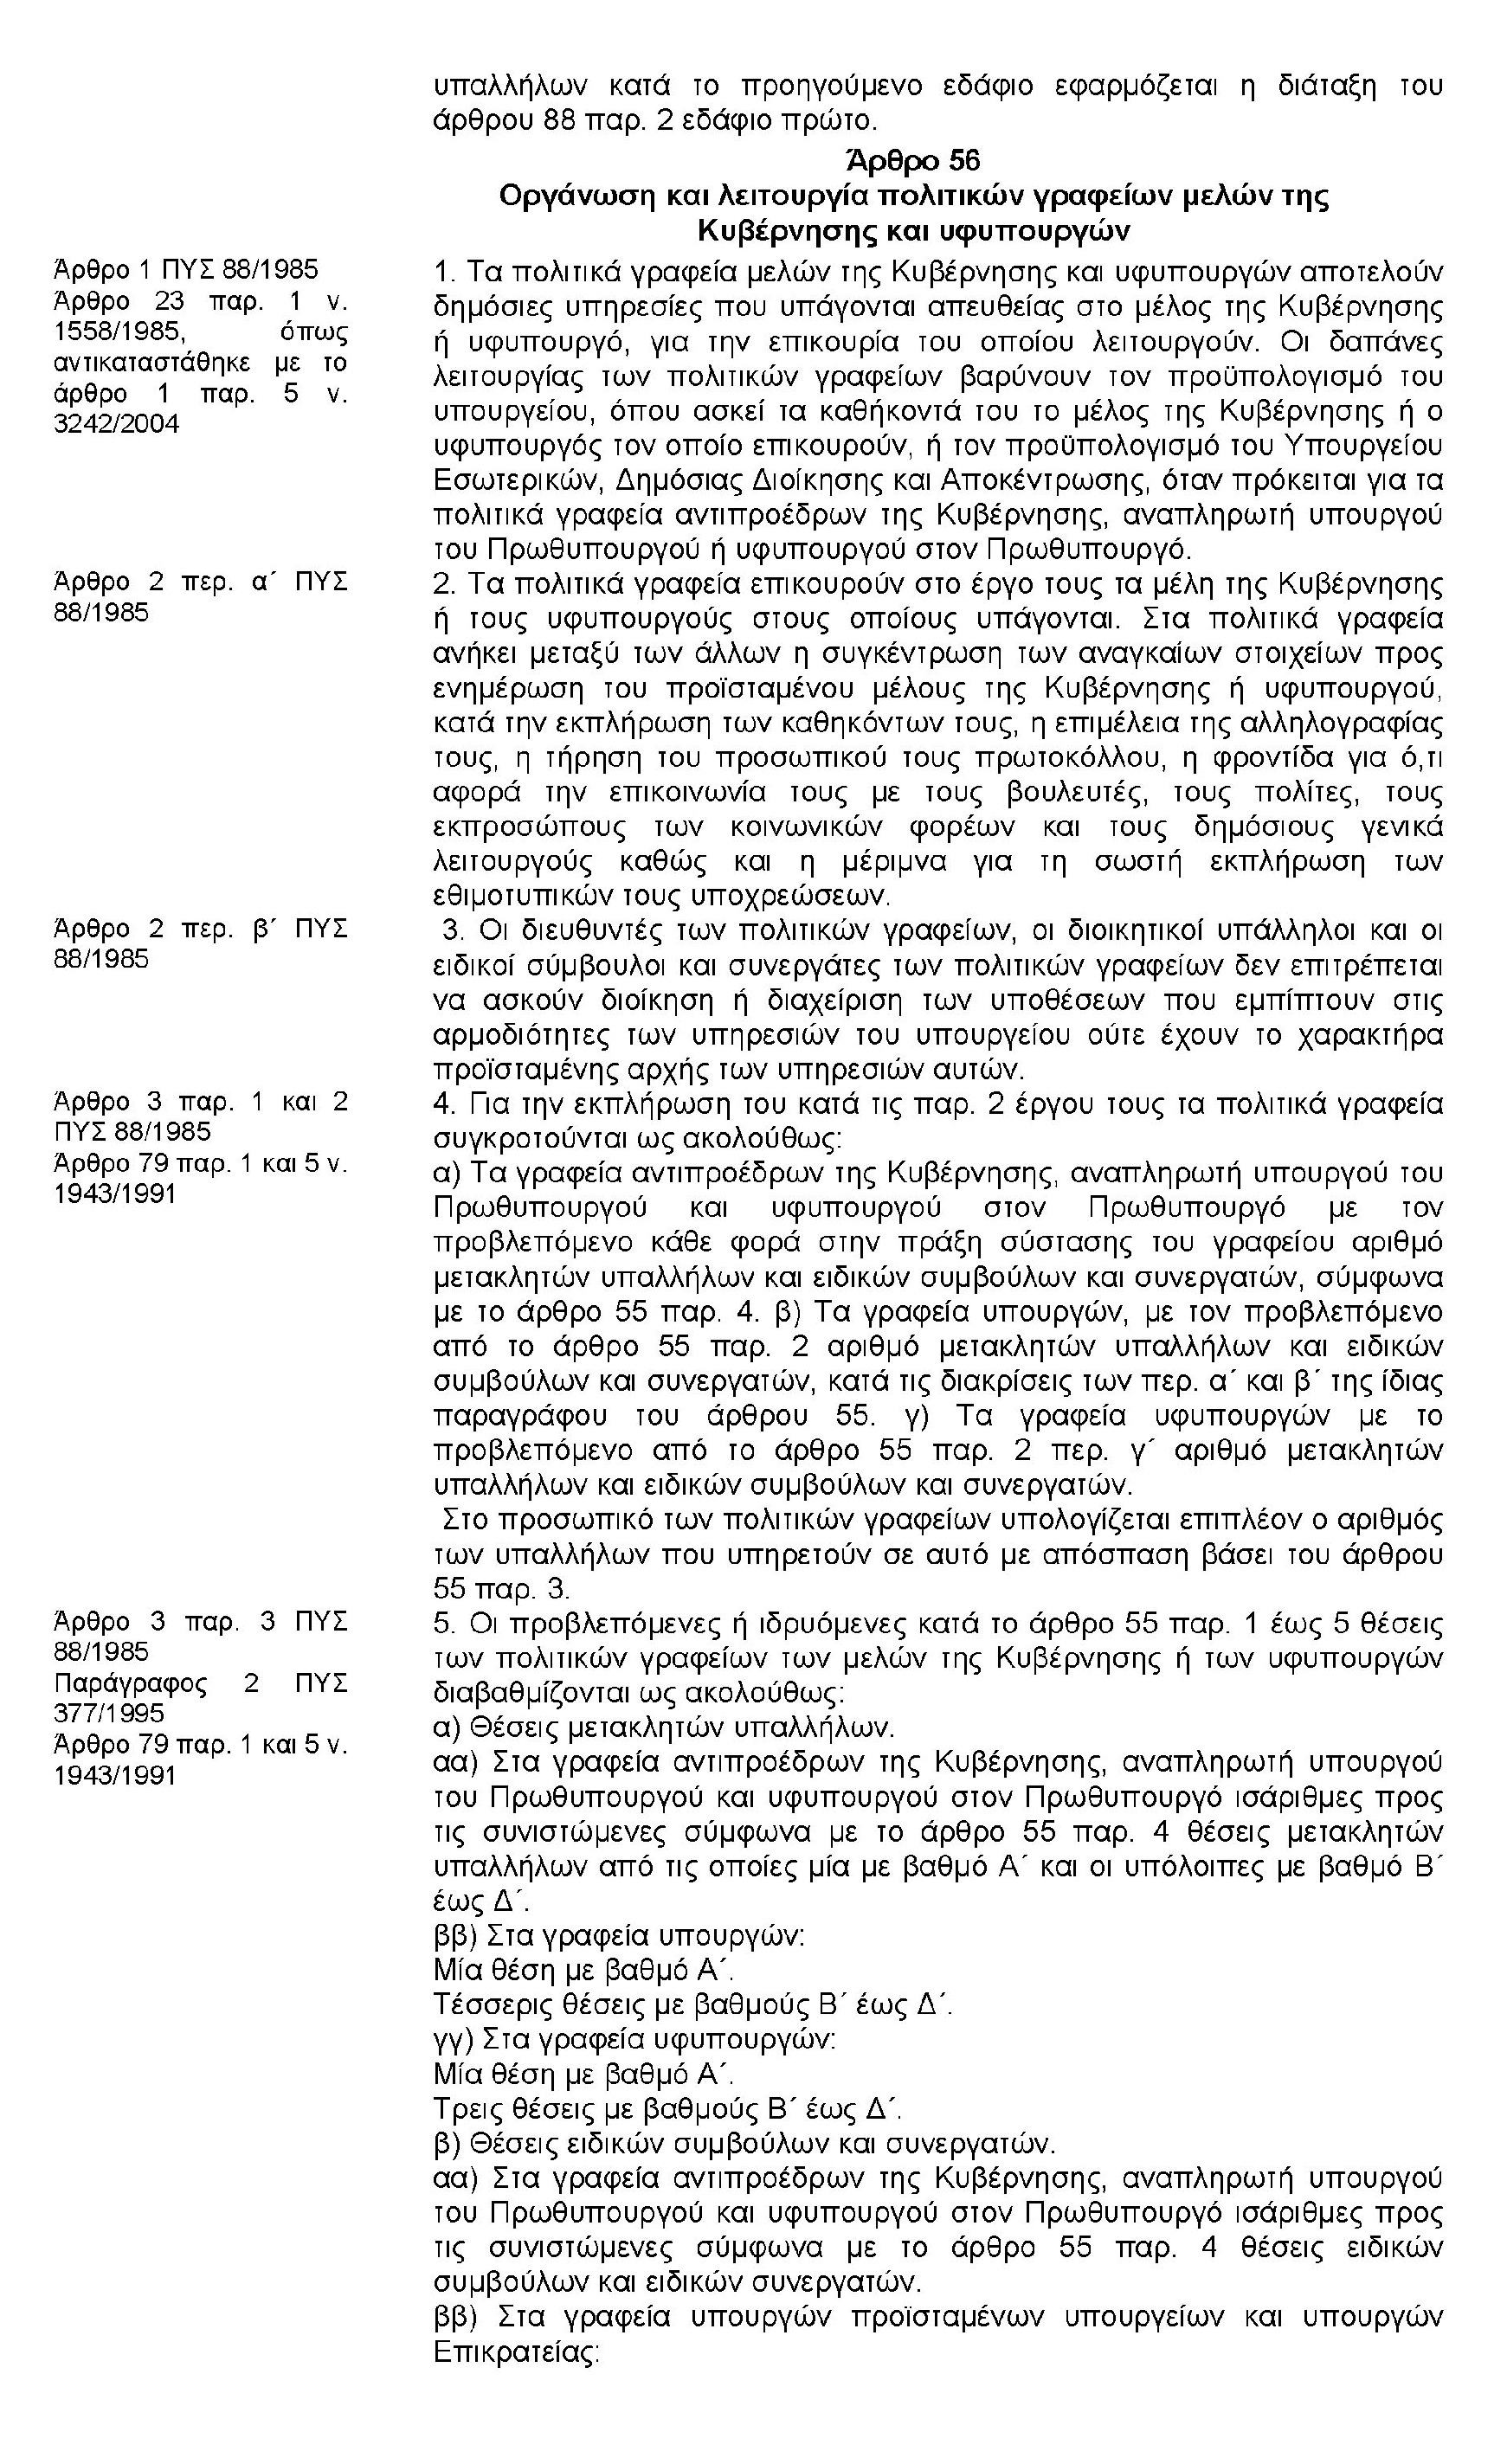 υπαλλήλων κατά το προηγούμενο εδάφιο εφαρμόζεται η διάταξη του
άρθρου 88 παρ. 2 εδάφιο πρώτο.
Άρθρο 56
Οργάνωση και λειτουργία πολιτικών γραφείων μελών της
Κυβέρνησης και υφυπουργών
Άρθρο 1 ΠΥΣ 88/1985
Άρθρο 23 παρ. 1 ν.
1558/1985, όπως
αντικαταστάθηκε με το
άρθρο 1 παρ. 5 ν.
3242/2004
1. Τα πολιτικά γραφεία μελών της Κυβέρνησης και υφυπουργών αποτελούν
δημόσιες υπηρεσίες που υπάγονται απευθείας στο μέλος της Κυβέρνησης
ή υφυπουργό, για την επικουρία του οποίου λειτουργούν. Οι δαπάνες
λειτουργίας των πολιτικών γραφείων βαρύνουν τον προϋπολογισμό του
υπουργείου, όπου ασκεί τα καθήκοντά του το μέλος της Κυβέρνησης ή ο
υφυπουργός τον οποίο επικουρούν, ή τον προϋπολογισμό του Υπουργείου
Εσωτερικών, Δημόσιας Διοίκησης και Αποκέντρωσης, όταν πρόκειται για τα
πολιτικά γραφεία αντιπροέδρων της Κυβέρνησης, αναπληρωτή υπουργού
του Πρωθυπουργού ή υφυπουργού στον Πρωθυπουργό.
Άρθρο 2 περ. α΄ ΠΥΣ
88/1985
2. Τα πολιτικά γραφεία επικουρούν στο έργο τους τα μέλη της Κυβέρνησης
ή τους υφυπουργούς στους οποίους υπάγονται. Στα πολιτικά γραφεία
ανήκει μεταξύ των άλλων η συγκέντρωση των αναγκαίων στοιχείων προς
ενημέρωση του προϊσταμένου μέλους της Κυβέρνησης ή υφυπουργού,
κατά την εκπλήρωση των καθηκόντων τους, η επιμέλεια της αλληλογραφίας
τους, η τήρηση του προσωπικού τους πρωτοκόλλου, η φροντίδα για ό,τι
αφορά την επικοινωνία τους με τους βουλευτές, τους πολίτες, τους
εκπροσώπους των κοινωνικών φορέων και τους δημόσιους γενικά
λειτουργούς καθώς και η μέριμνα για τη σωστή εκπλήρωση των
εθιμοτυπικών τους υποχρεώσεων.
Άρθρο 2 περ. β΄ ΠΥΣ
88/1985
3. Οι διευθυντές των πολιτικών γραφείων, οι διοικητικοί υπάλληλοι και οι
ειδικοί σύμβουλοι και συνεργάτες των πολιτικών γραφείων δεν επιτρέπεται
να ασκούν διοίκηση ή διαχείριση των υποθέσεων που εμπίπτουν στις
αρμοδιότητες των υπηρεσιών του υπουργείου ούτε έχουν το χαρακτήρα
προϊσταμένης αρχής των υπηρεσιών αυτών.
Άρθρο 3 παρ. 1 και 2
ΠΥΣ 88/1985
Άρθρο 79 παρ. 1 και 5 ν.
1943/1991
4. Για την εκπλήρωση του κατά τις παρ. 2 έργου τους τα πολιτικά γραφεία
συγκροτούνται ως ακολούθως:
α) Τα γραφεία αντιπροέδρων της Κυβέρνησης, αναπληρωτή υπουργού του
Πρωθυπουργού και υφυπουργού στον Πρωθυπουργό με τον
προβλεπόμενο κάθε φορά στην πράξη σύστασης του γραφείου αριθμό
μετακλητών υπαλλήλων και ειδικών συμβούλων και συνεργατών, σύμφωνα
με το άρθρο 55 παρ. 4. β) Τα γραφεία υπουργών, με τον προβλεπόμενο
από το άρθρο 55 παρ. 2 αριθμό μετακλητών υπαλλήλων και ειδικών
συμβούλων και συνεργατών, κατά τις διακρίσεις των περ. α΄ και β΄ της ίδιας
παραγράφου του άρθρου 55. γ) Τα γραφεία υφυπουργών με το
προβλεπόμενο από το άρθρο 55 παρ. 2 περ. γ΄ αριθμό μετακλητών
υπαλλήλων και ειδικών συμβούλων και συνεργατών.
Στο προσωπικό των πολιτικών γραφείων υπολογίζεται επιπλέον ο αριθμός
των υπαλλήλων που υπηρετούν σε αυτό με απόσπαση βάσει του άρθρου
55 παρ. 3.
Άρθρο 3 παρ. 3 ΠΥΣ
88/1985
Παράγραφος 2 ΠΥΣ
377/1995
Άρθρο 79 παρ. 1 και 5 ν.
1943/1991
5. Οι προβλεπόμενες ή ιδρυόμενες κατά το άρθρο 55 παρ. 1 έως 5 θέσεις
των πολιτικών γραφείων των μελών της Κυβέρνησης ή των υφυπουργών
διαβαθμίζονται ως ακολούθως:
α) Θέσεις μετακλητών υπαλλήλων.
αα) Στα γραφεία αντιπροέδρων της Κυβέρνησης, αναπληρωτή υπουργού
του Πρωθυπουργού και υφυπουργού στον Πρωθυπουργό ισάριθμες προς
τις συνιστώμενες σύμφωνα με το άρθρο 55 παρ. 4 θέσεις μετακλητών
υπαλλήλων από τις οποίες μία με βαθμό Α΄ και οι υπόλοιπες με βαθμό Β΄
έως Δ΄.
ββ) Στα γραφεία υπουργών:
Μία θέση με βαθμό Α΄.
Τέσσερις θέσεις με βαθμούς Β΄ έως Δ΄.
γγ) Στα γραφεία υφυπουργών:
Μία θέση με βαθμό Α΄.
Τρεις θέσεις με βαθμούς Β΄ έως Δ΄.
β) Θέσεις ειδικών συμβούλων και συνεργατών.
αα) Στα γραφεία αντιπροέδρων της Κυβέρνησης, αναπληρωτή υπουργού
του Πρωθυπουργού και υφυπουργού στον Πρωθυπουργό ισάριθμες προς
τις συνιστώμενες σύμφωνα με το άρθρο 55 παρ. 4 θέσεις ειδικών
συμβούλων και ειδικών συνεργατών.
ββ) Στα γραφεία υπουργών προϊσταμένων υπουργείων και υπουργών
Επικρατείας: